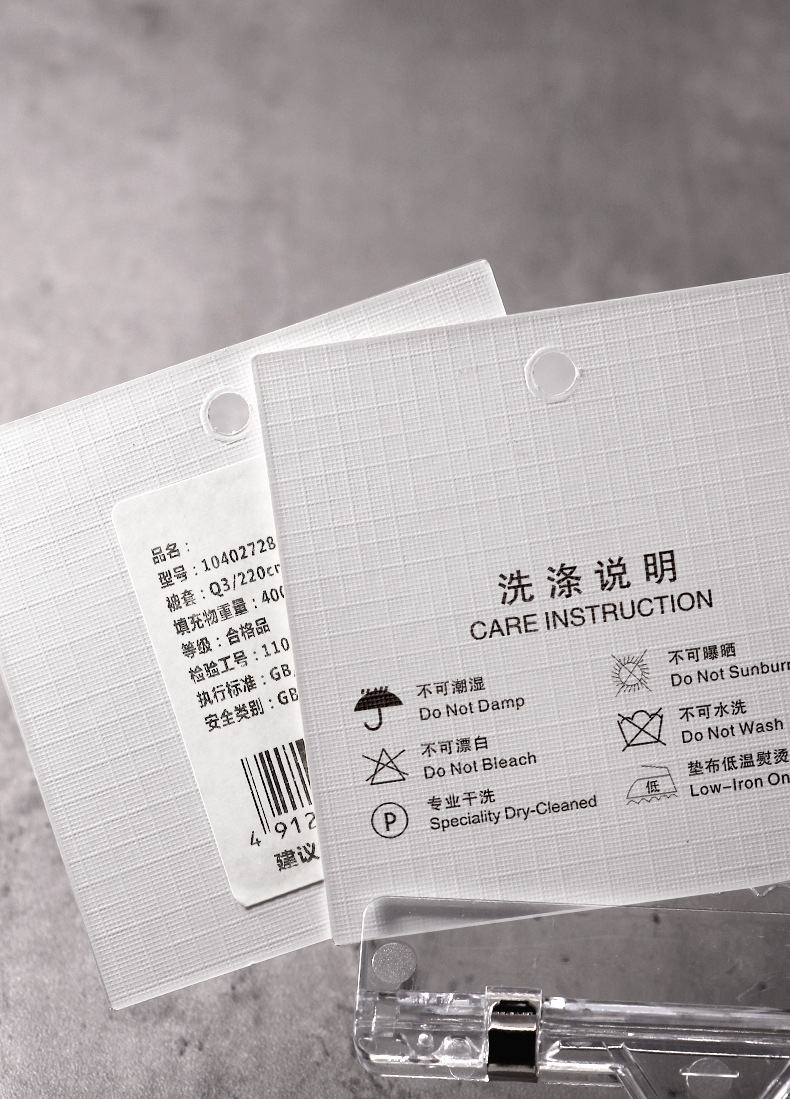 品名：
型号：10402728
被套：Q3/220cm
填充物重量：400
等级：合格品
检验工号：110
执行标准：GB
安全类别：GB
4 912
建议
洗涤说明
CARE INSTRUCTION
不可潮湿
Do Not Damp
不可漂白
Do Not Bleach
P
专业干洗
Speciality Dry-Cleaned
不可曝晒
Do Not Sunburn
不可水洗
Do Not Wash
低
垫布低温熨烫
Low-Iron On